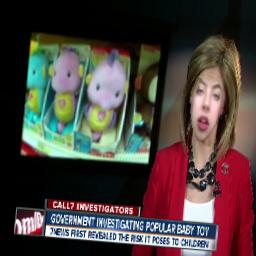 CALL7 INVESTIGATORS
GOVERNMENT INVESTIGATING POPULAR BABY TOY
7NEWS FIRST REVEALED THE RISK IT POSES TO CHILDREN